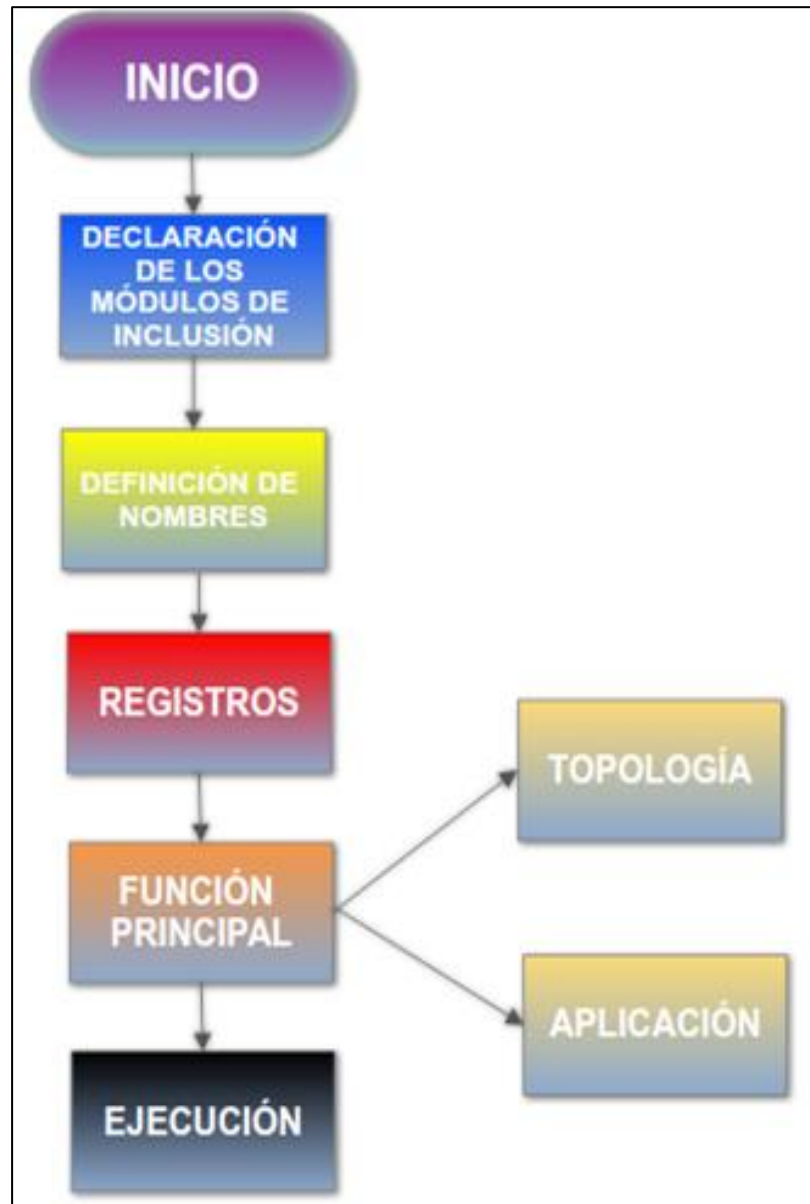 INICIO
DECLARACIÓN
DE LOS
MÓDULOS DE
INCLUSIÓN
DEFINICIÓN DE
NOMBRES
REGISTROS
FUNCIÓN
PRINCIPAL
TOPOLOGÍA
APLICACIÓN
EJECUCIÓN